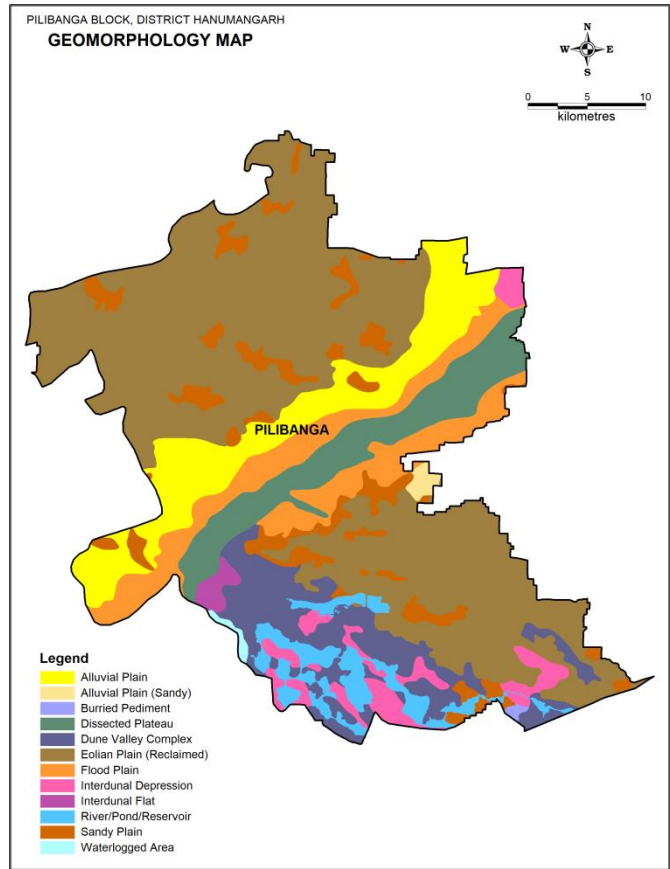 PILIBANGA BLOCK, DISTRICT HANUMANGARH
GEOMORPHOLOGY MAP
N
W E
S
0 5 10
kilometres
PILIBANGA
Legend
Alluvial Plain
Alluvial Plain (Sandy)
Burried Pediment
Dissected Plateau
Dune Valley Complex
Eolian Plain (Reclaimed)
Flood Plain
Interdunal Depression
Interdunal Flat
River/Pond/Reservoir
Sandy Plain
Waterlogged Area